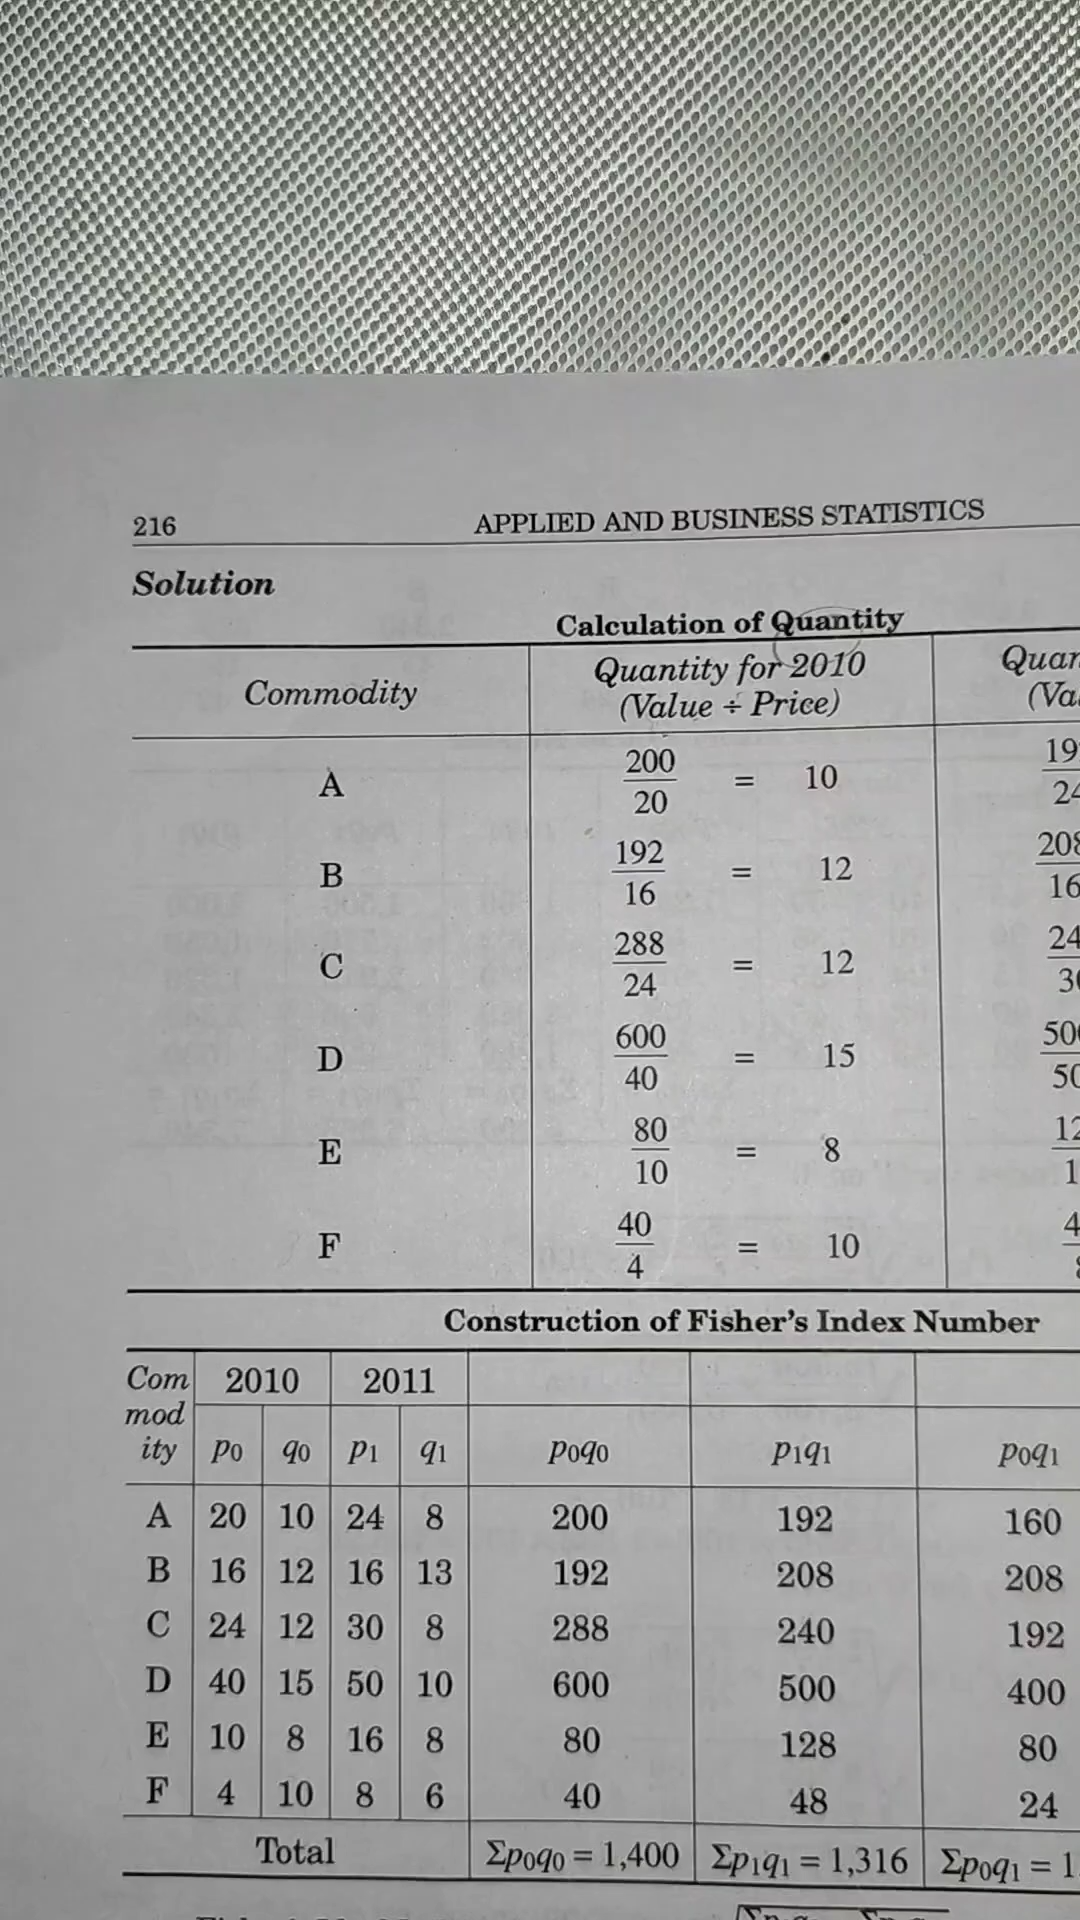 216
APPLIED AND BUSINESS STATISTICS
Solution
Calculation of Quantity
Commodity
Quantity for 2010
(Value ÷ Price)
A 200/20 = 10
B 192/16 = 12
C 288/24 = 12
D 600/40 = 15
E 80/10 = 8
F 40/4 = 10
Construction of Fisher's Index Number
Com
mod
ity
2010 2011
p0 q0 p1 q1 p0q0 p1q1 p0q1
A 20 10 24 8 200 192 160
B 16 12 16 13 192 208 208
C 24 12 30 8 288 240 192
D 40 15 50 10 600 500 400
E 10 8 16 8 80 128 80
F 4 10 8 6 40 48 24
Total Σp0q0 = 1,400 Σp1q1 = 1,316 Σp0q1 = 1